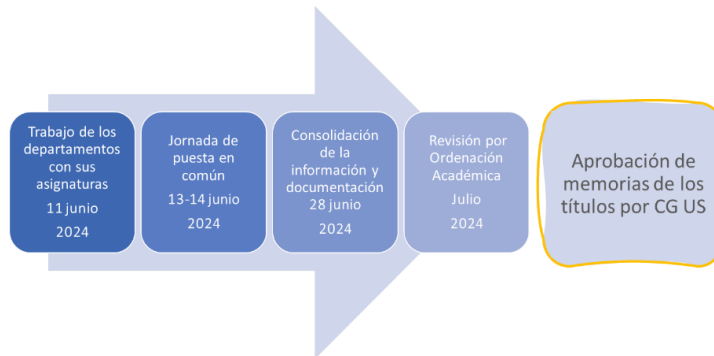 Trabajo de los
departamentos
con sus
asignaturas
11 junio
2024
Jornada de
puesta en
común
13-14 junio
2024
Consolidación
de la
información y
documentación
28 junio
2024
Revisión por
Ordenación
Académica
Julio
2024
Aprobación de
memorias de los
títulos por CG US